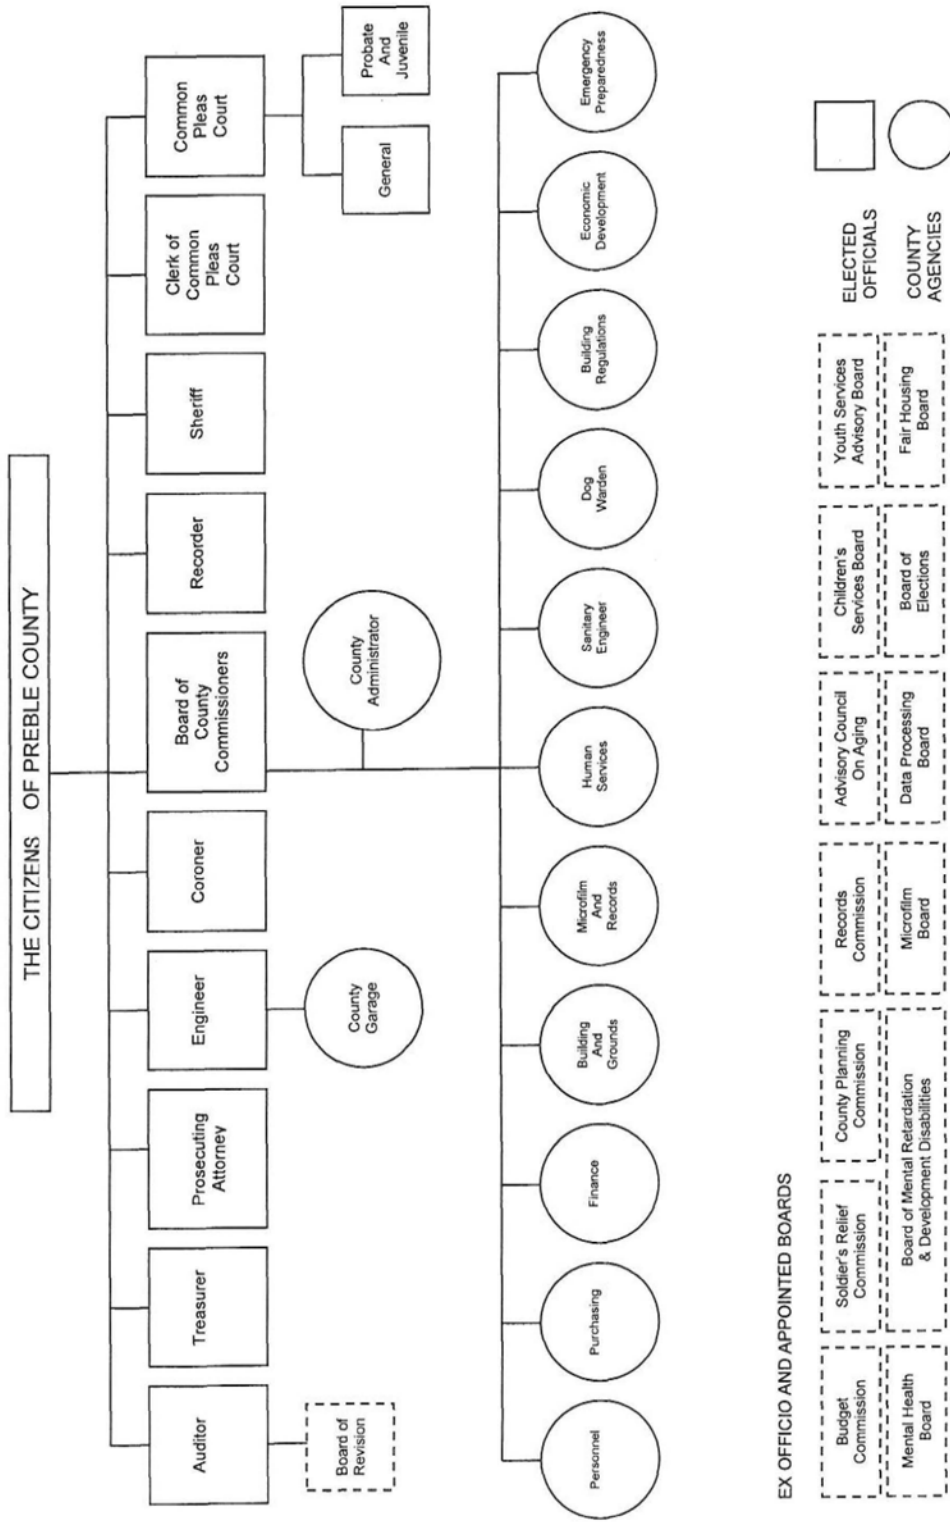 THE CITIZENS OF PREBLE COUNTY
Auditor
Treasurer
Prosecuting
Attorney
Engineer
Coroner
Board of
County
Commissioners
Recorder
Sheriff
Clerk of
Common
Pleas
Court
Common
Pleas
Court
Board of
Revision
County
Garage
County
Administrator
General
Probate
And
Juvenile
Personnel
Purchasing
Finance
Building
And
Grounds
Microfilm
And
Records
Human
Services
Sanitary
Engineer
Dog
Warden
Building
Regulations
Economic
Development
Emergency
Preparedness
EX OFFICIO AND APPOINTED BOARDS
Budget
Commission
Soldier's Relief
Commission
County Planning
Commission
Records
Commission
Advisory Council
On Aging
Children's
Services Board
Youth Services
Advisory Board
Mental Health
Board
Board of Mental Retardation
& Development Disabilities
Microfilm
Board
Data Processing
Board
Board of
Elections
Fair Housing
Board
ELECTED
OFFICIALS
COUNTY
AGENCIES